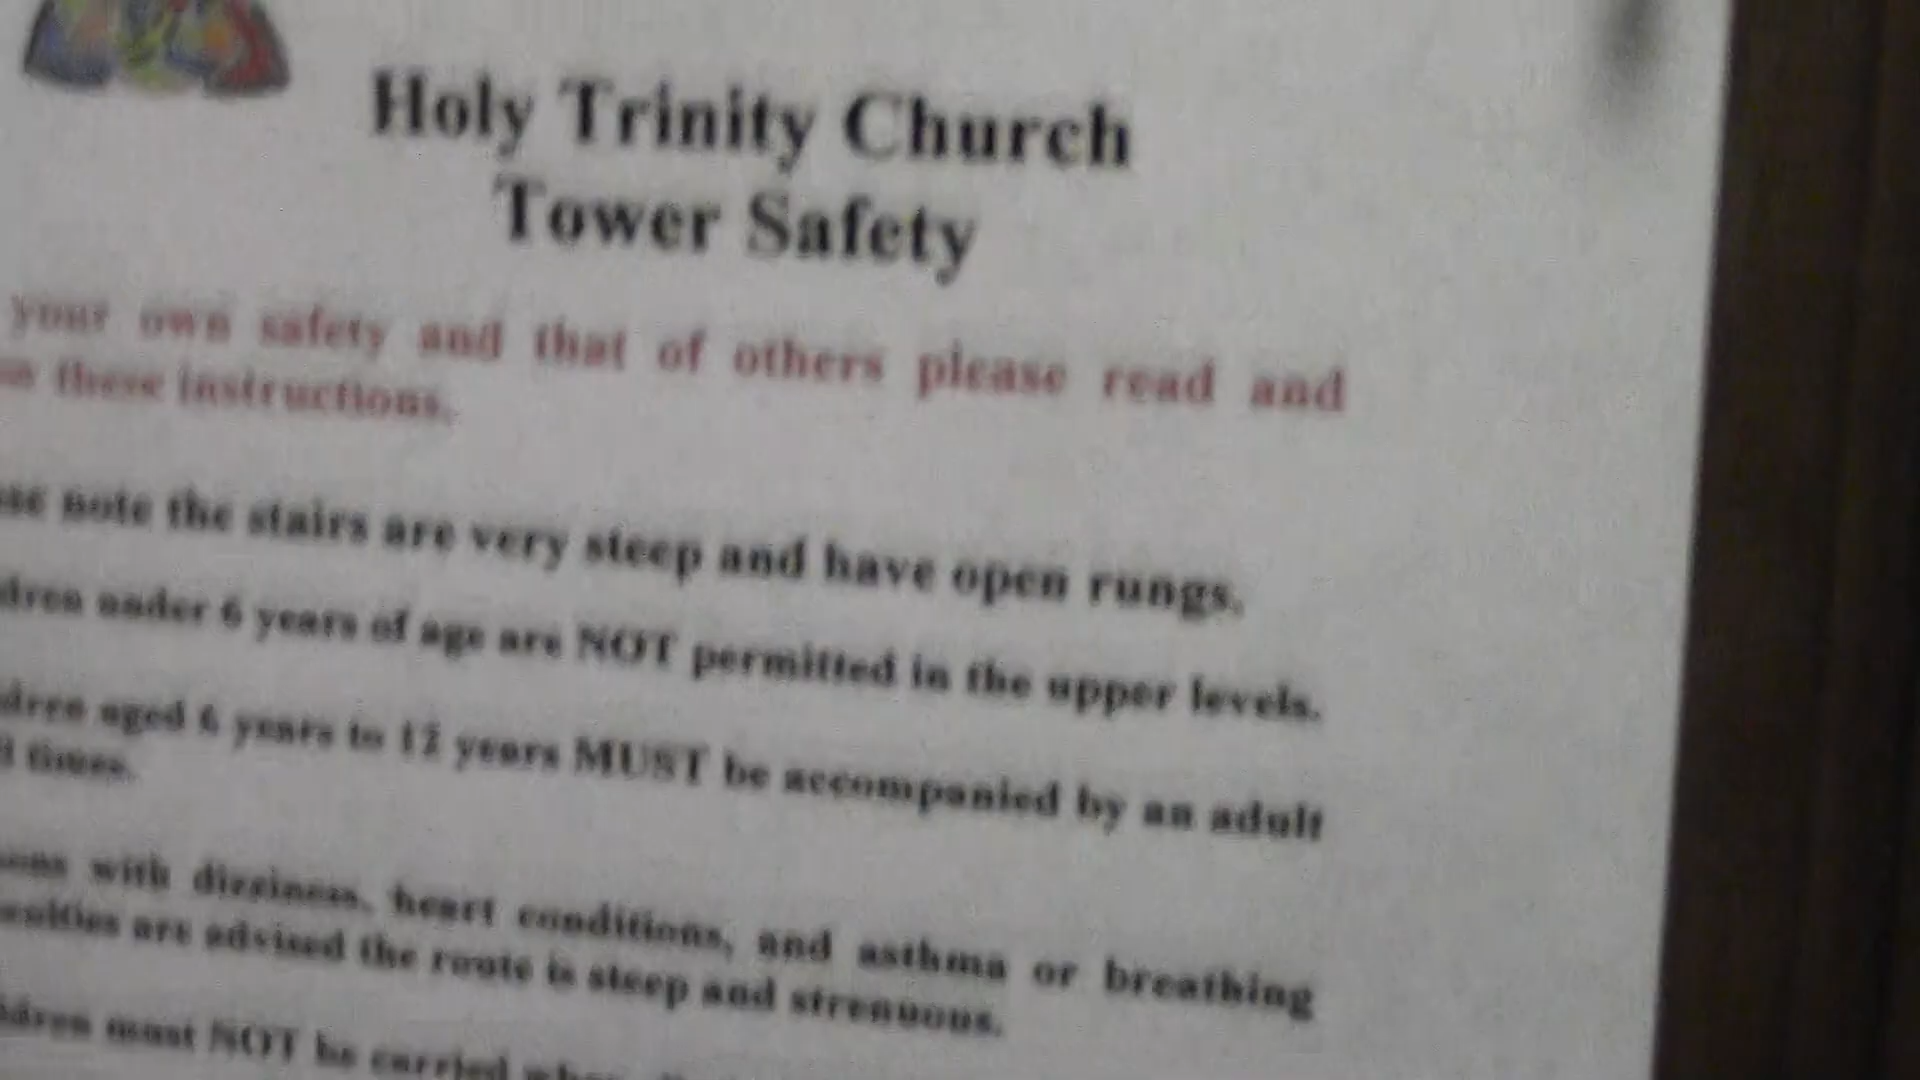 Holy Trinity Church
Tower Safety
your own safety and that of others please read and
these instructions.
note the stairs are very steep and have open rungs.
under 6 years of age are NOT permitted in the upper levels.
aged 6 years to 12 years MUST be accompanied by an adult
times.
with dizziness, heart conditions, and asthma or breathing
are advised the route is steep and strenuous.
must NOT be carried